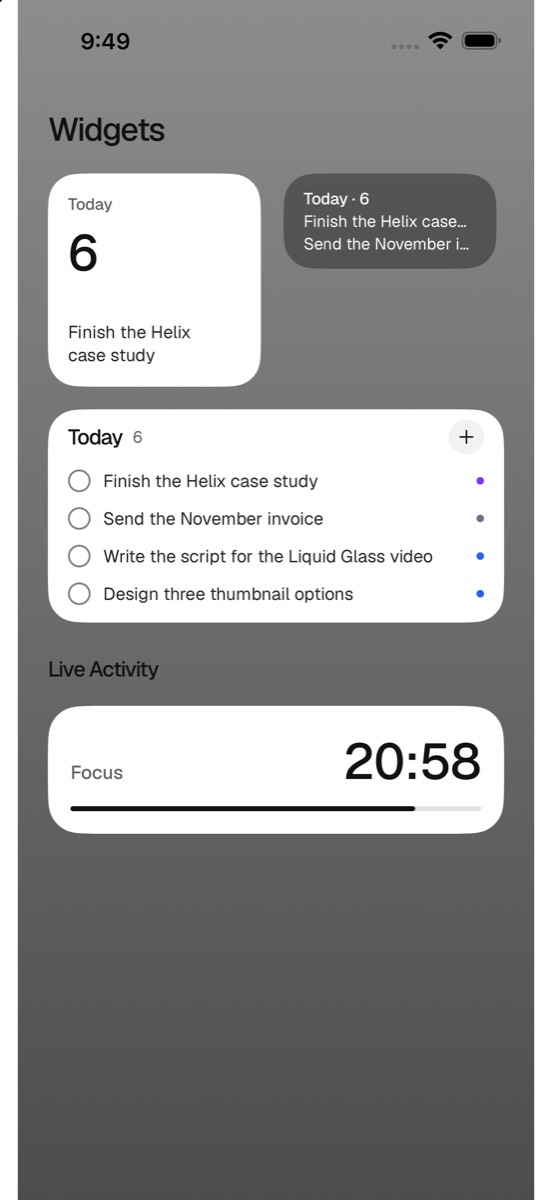 9:49
Widgets
Today
6
Finish the Helix
case study
Today · 6
Finish the Helix case…
Send the November i…
Today 6
Finish the Helix case study
Send the November invoice
Write the script for the Liquid Glass video
Design three thumbnail options
Live Activity
Focus
20:58